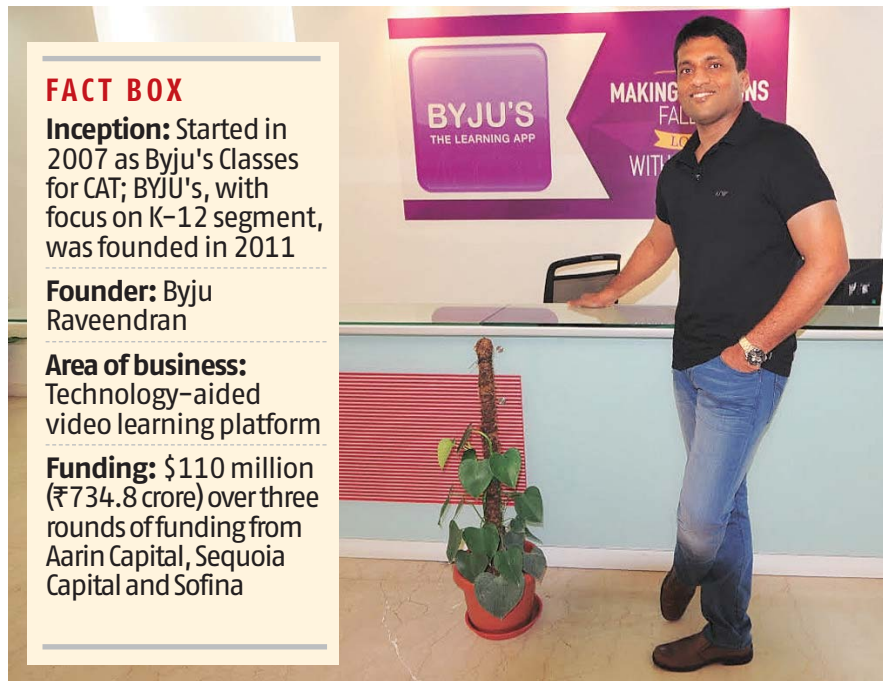 FACT BOX
Inception: Started in
2007 as Byju's Classes
for CAT; BYJU's, with
focus on K-12 segment,
was founded in 2011
Founder: Byju
Raveendran
Area of business:
Technology-aided
video learning platform
Funding: $110 million
(₹734.8 crore) over three
rounds of funding from
Aarin Capital, Sequoia
Capital and Sofina
BYJU'S
THE LEARNING APP
MAKING